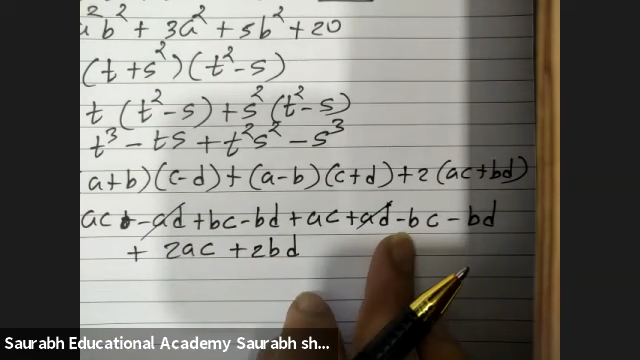 a²b² + 3a² + 5b² + 20
(t + s²)(t² - s)
t (t² - s) + s² (t² - s)
t³ - ts + t²s² - s³
a+b)(c-d) + (a-b)(c+d) + 2(ac+bd)
ac - ad + bc - bd + ac + ad - bc - bd
+ 2ac + 2bd
Saurabh Educational Academy Saurabh sh...